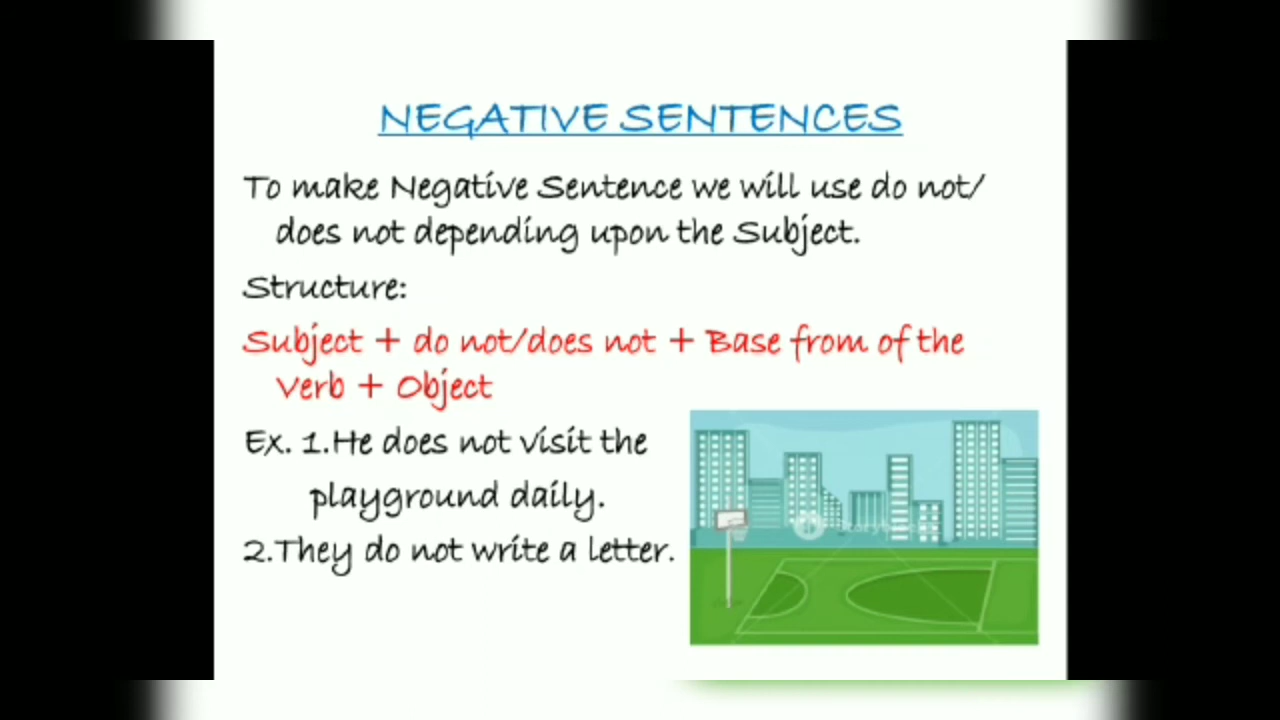 NEGATIVE SENTENCES
To make Negative Sentence we will use do not/
does not depending upon the Subject.
Structure:
Subject + do not/does not + Base from of the
Verb + Object
Ex. 1.He does not visit the
playground daily.
2.They do not write a letter.